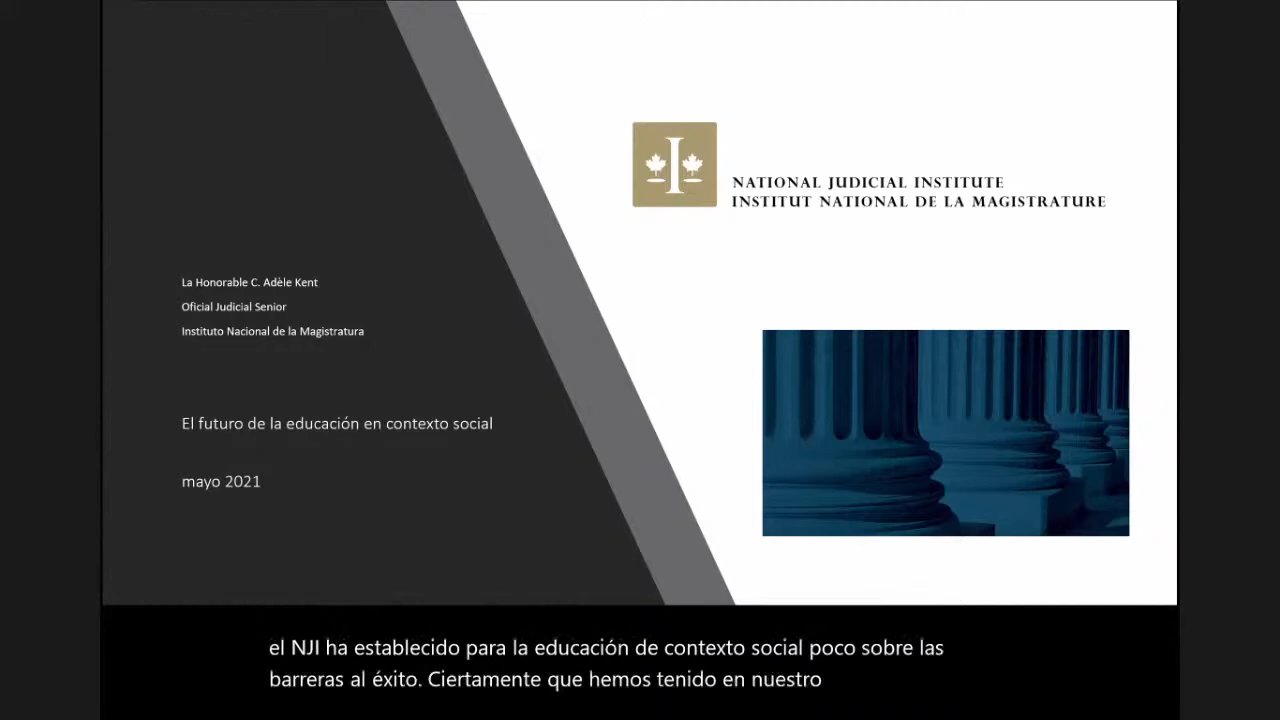 NATIONAL JUDICIAL INSTITUTE
INSTITUT NATIONAL DE LA MAGISTRATURE
La Honorable C. Adèle Kent
Oficial Judicial Senior
Instituto Nacional de la Magistratura
El futuro de la educación en contexto social
mayo 2021
el NJI ha establecido para la educación de contexto social poco sobre las
barreras al éxito. Ciertamente que hemos tenido en nuestro